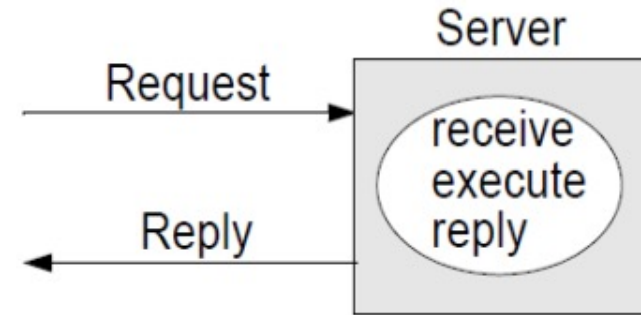 Server
Request
receive
execute
reply
Reply